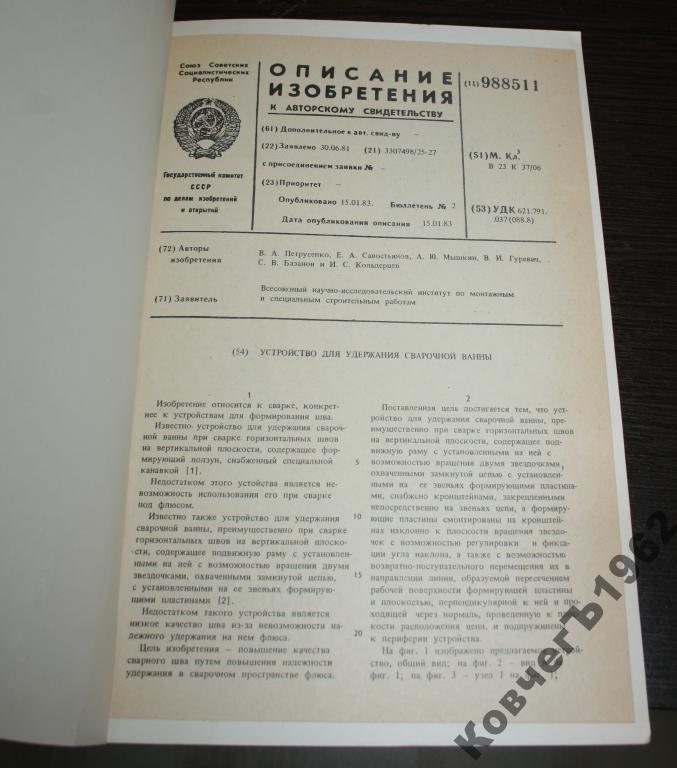 Союз Советских
Социалистических
Республик
Государственный комитет
СССР
по делам изобретений
и открытий
ОПИСАНИЕ
ИЗОБРЕТЕНИЯ
К АВТОРСКОМУ СВИДЕТЕЛЬСТВУ
(11) 988511
(61) Дополнительное к авт. свид-ву –
(22) Заявлено 30.06.81 (21) 3307498/25-27
с присоединением заявки № –
(23) Приоритет –
Опубликовано 15.01.83. Бюллетень № 2
Дата опубликования описания 15.01.83
(51) М. Кл.³
В 23 К 37/06
(53) УДК 621.791.
.037(088.8)
(72) Авторы
изобретения
В. А. Петрусенко, Е. А. Савостьянов, А. Ю. Мышкин, В. И. Гуревич,
С. В. Базанов и И. С. Кольдерцев
(71) Заявитель
Всесоюзный научно-исследовательский институт по монтажным
и специальным строительным работам
(54) УСТРОЙСТВО ДЛЯ УДЕРЖАНИЯ СВАРОЧНОЙ ВАННЫ
1
Изобретение относится к сварке, конкрет-
нее к устройствам для формирования шва.
Известно устройство для удержания свароч-
ной ванны при сварке горизонтальных швов
на вертикальной плоскости, содержащее фор-
мирующий ползун, снабженный специальной
канавкой [1].
Недостатком этого устойства является не-
возможность использования его при сварке
под флюсом.
Известно также устройство для удержания
сварочной ванны, преимущественно при сварке
горизонтальных швов на вертикальной плоско-
сти, содержащее подвижную раму с установлен-
ными на ней с возможностью вращения двумя
звездочками, охваченными замкнутой цепью,
с установленными на ее звеньях формирую-
щими пластинами [2].
Недостатком такого устройства является
низкое качество шва из-за невозможности на-
дежного удержания на нем флюса.
Цель изобретения – повышение качества
сварного шва путем повышения надежности
удержания в сварочном пространстве флюса.
5
10
15
20
2
Поставленная цель достигается тем, что уст-
ройство для удержания сварочной ванны, пре-
имущественно при сварке горизонтальных швов
на вертикальной плоскости, содержащее под-
вижную раму с установленными на ней с
возможностью вращения двумя звездочками,
охваченными замкнутой цепью с установлен-
ными на ее звеньях формирующими пластина-
ми, снабжено кронштейнами, закрепленными
непосредственно на звеньях цепи, а формирую-
щие пластины смонтированы на кронштей-
нах наклонно к плоскости вращения звездо-
чек с возможностью регулировки и фикса-
ции угла наклона, а также с возможностью
возвратно-поступательного перемещения их в
направлении линии, образуемой пересечением
рабочей поверхности формирующей пластины
и плоскостью, перпендикулярной к ней и про-
ходящей через нормаль, проведенную к плос-
кости расположения цепи, и подпружинены
к периферии устройства.
На фиг. 1 изображено предлагаемое устрой-
ство, общий вид; на фиг. 2 – вид
фиг. 1; на фиг. 3 – узел 1 на фиг. 1;
КовчегЪ1962